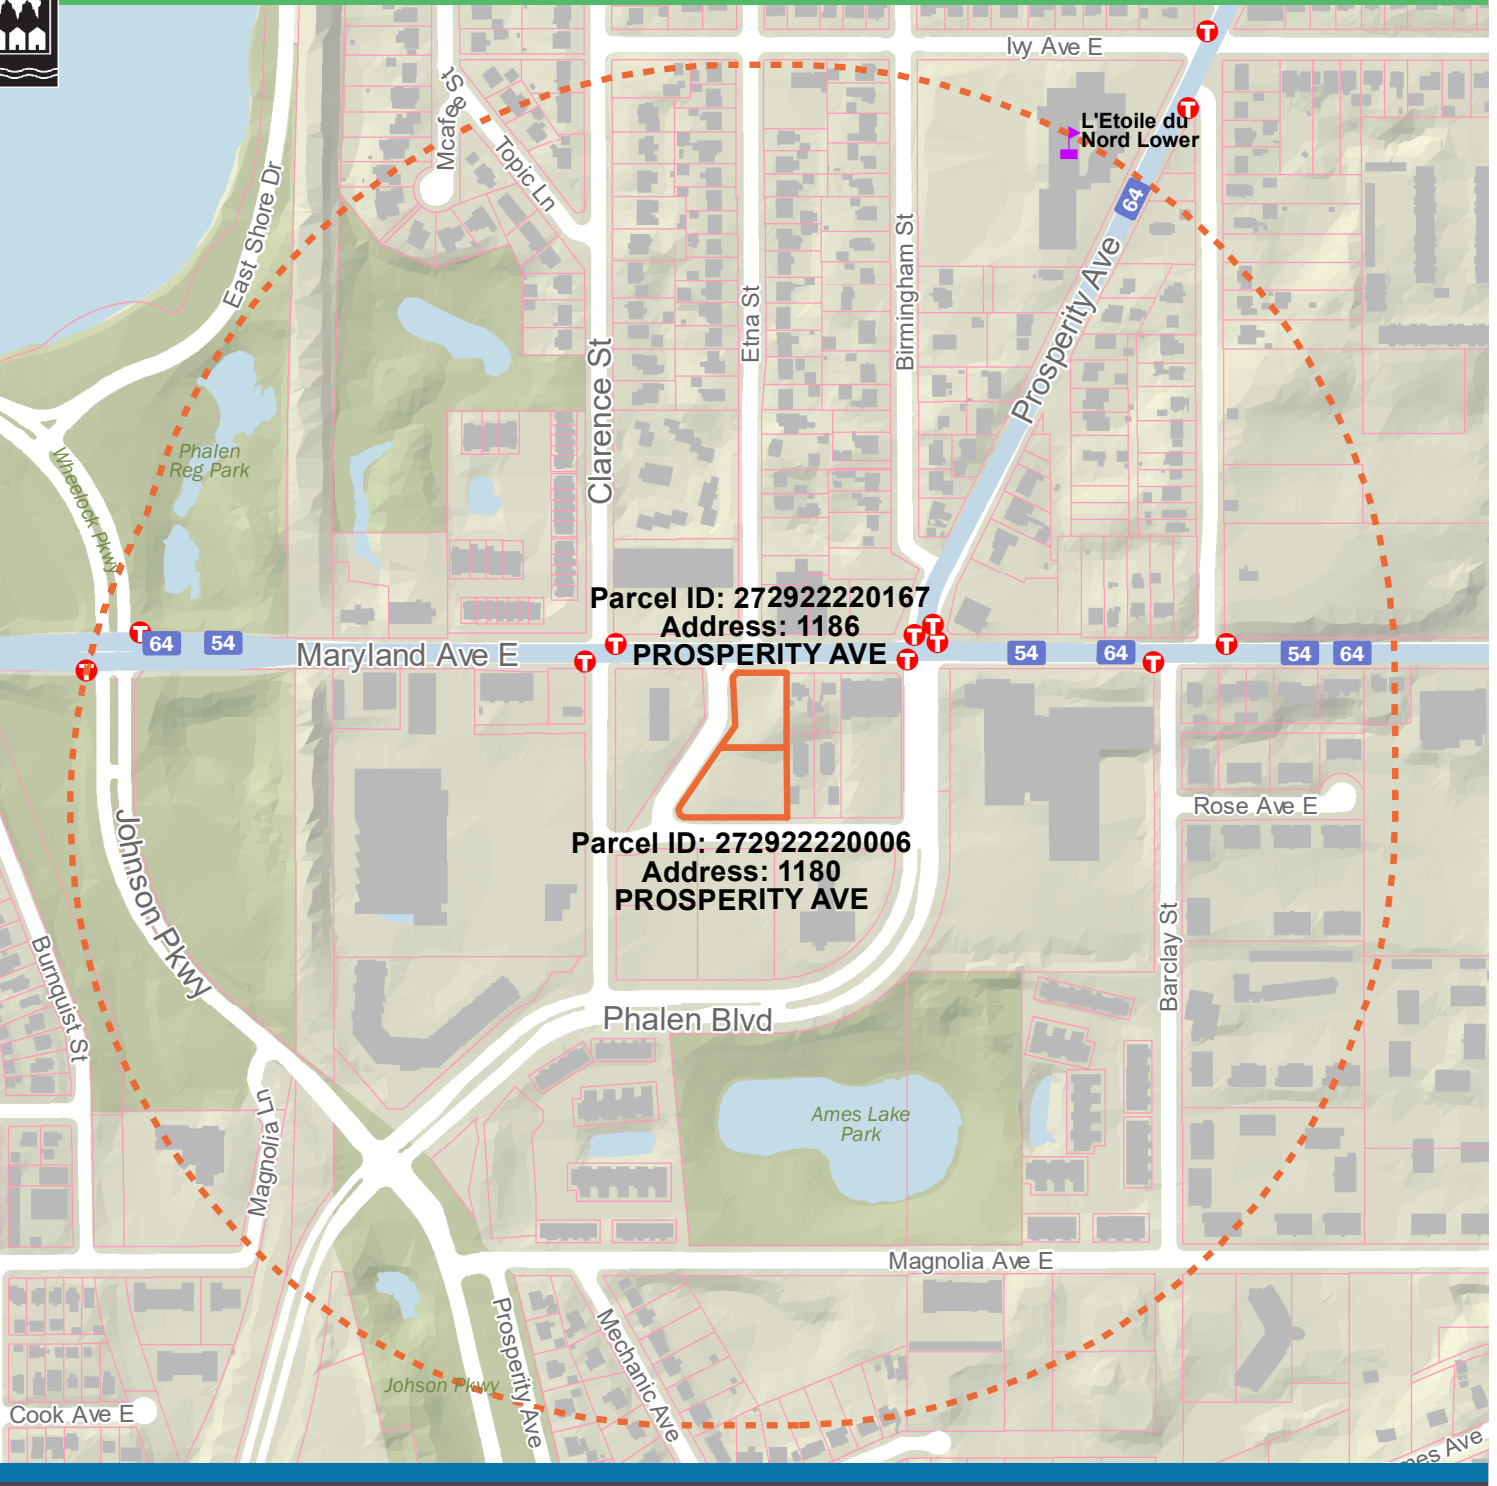 Ivy Ave E
T
T
L'Etoile du
Nord Lower
Mcafee St
Topic Ln
64
East Shore Dr
Birmingham St
Prosperity Ave
Etna St
Clarence St
Phalen
Reg Park
Wheelock Pkwy
Parcel ID: 272922220167
Address: 1186
PROSPERITY AVE
T
64
54
Maryland Ave E
T
T
T
T
T
T
T
54
64
T
T
54
64
Rose Ave E
Parcel ID: 272922220006
Address: 1180
PROSPERITY AVE
Johnson Pkwy
Burnquist St
Barclay St
Phalen Blvd
Ames Lake
Park
Magnolia Ln
Magnolia Ave E
Prosperity Ave
Mechanic Ave
Johson Pkwy
Cook Ave E
mes Ave